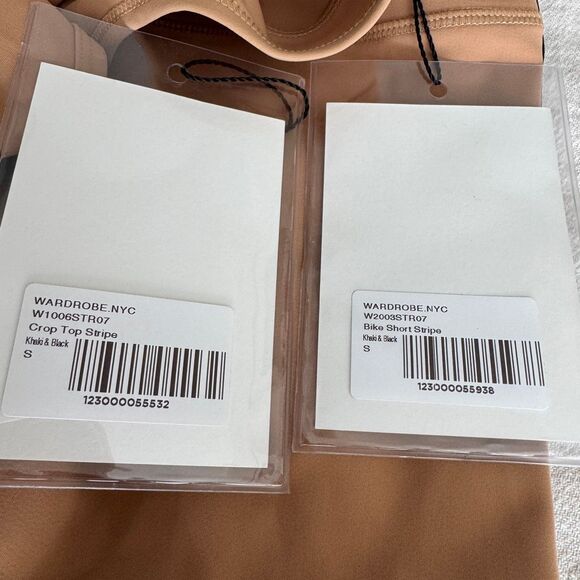 WARDROBE.NYC
W1006STR07
Crop Top Stripe
Khaki & Black
S
123000055532
WARDROBE.NYC
W2003STR07
Bike Short Stripe
Khaki & Black
S
123000055938